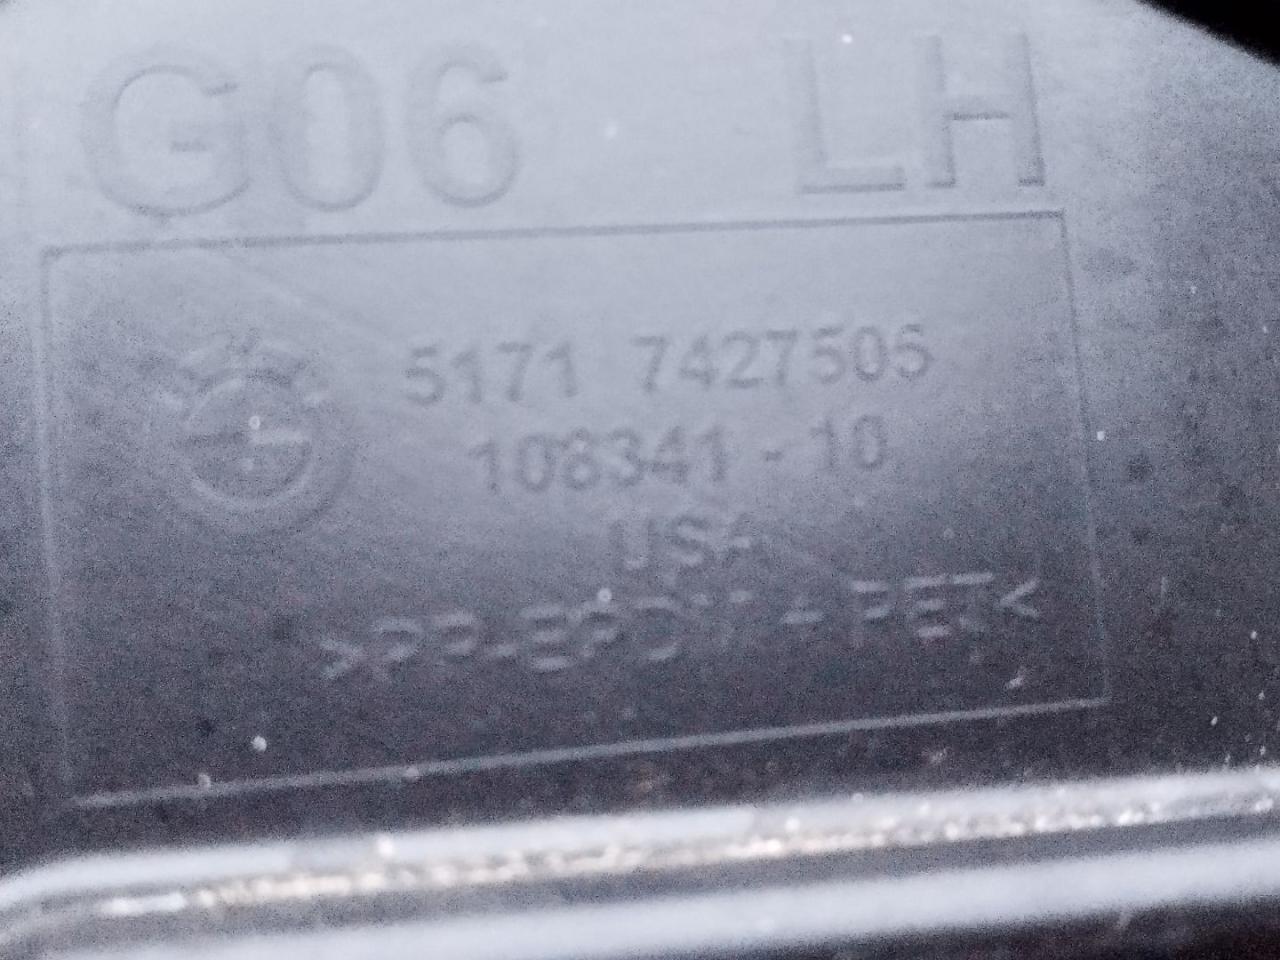 G06 LH
5171 7427505
108341 - 10
USA
>PP-EPDM + PET<